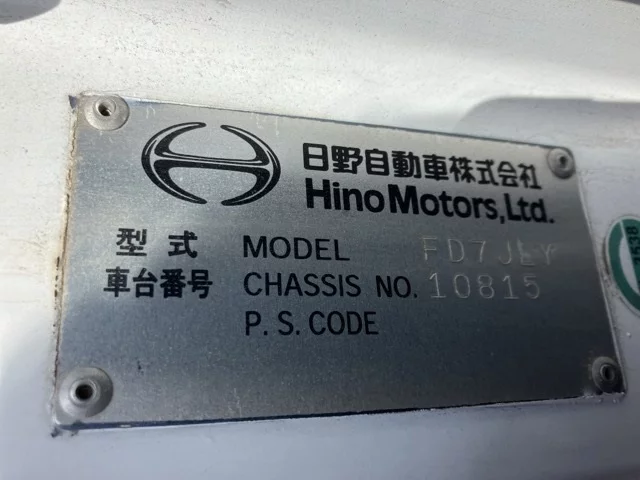 日野自動車株式会社
Hino Motors, Ltd.
型式 MODEL FD7JLY
車台番号 CHASSIS NO. 10815
P.S. CODE